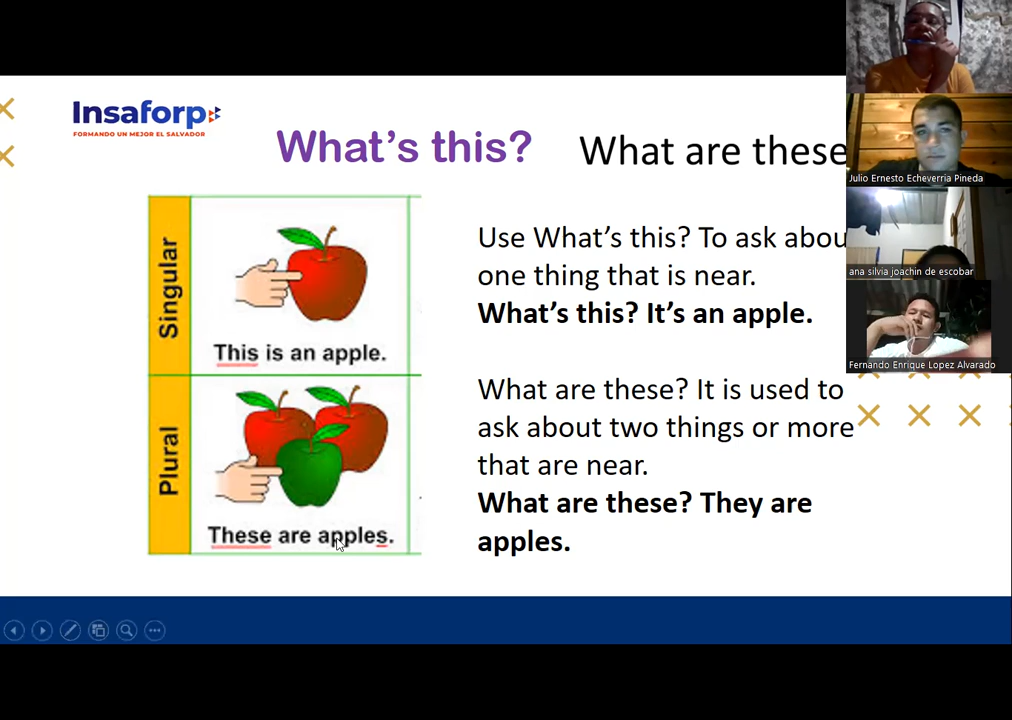 Insaforp
FORMANDO UN MEJOR EL SALVADOR
What's this?
What are these
Singular
This is an apple.
Plural
These are apples.
Use What's this? To ask abou
one thing that is near.
What's this? It's an apple.
What are these? It is used to
ask about two things or more
that are near.
What are these? They are
apples.
Julio Ernesto Echeverria Pineda
ana silvia joachin de escobar
Fernando Enrique Lopez Alvarado